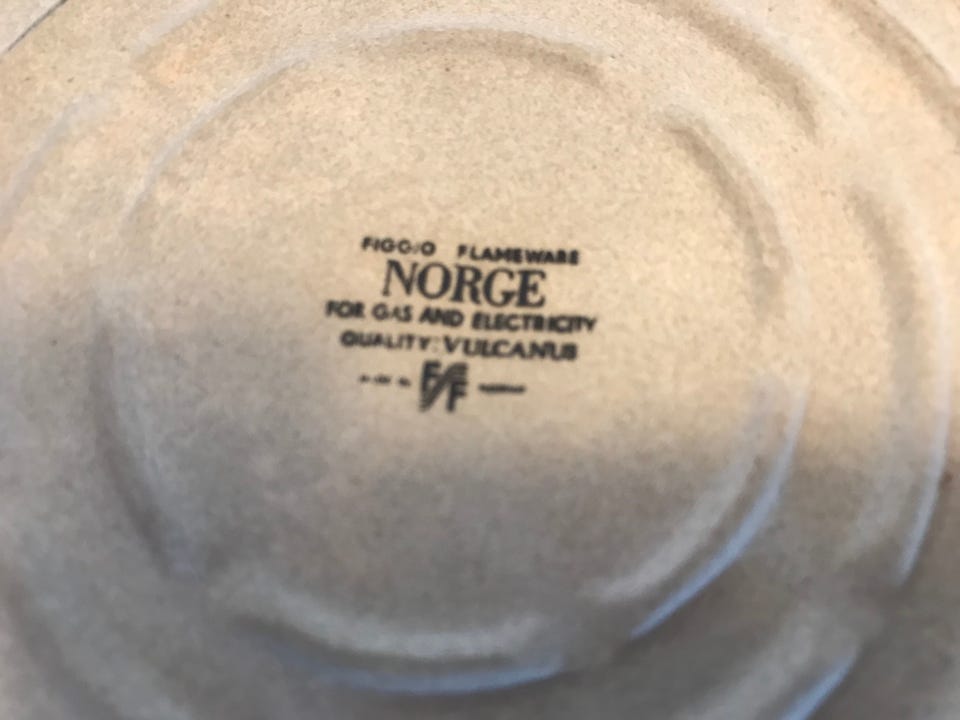 FIGGJO FLAMEWARE
NORGE
FOR GAS AND ELECTRICITY
QUALITY: VULCANUS
F/F